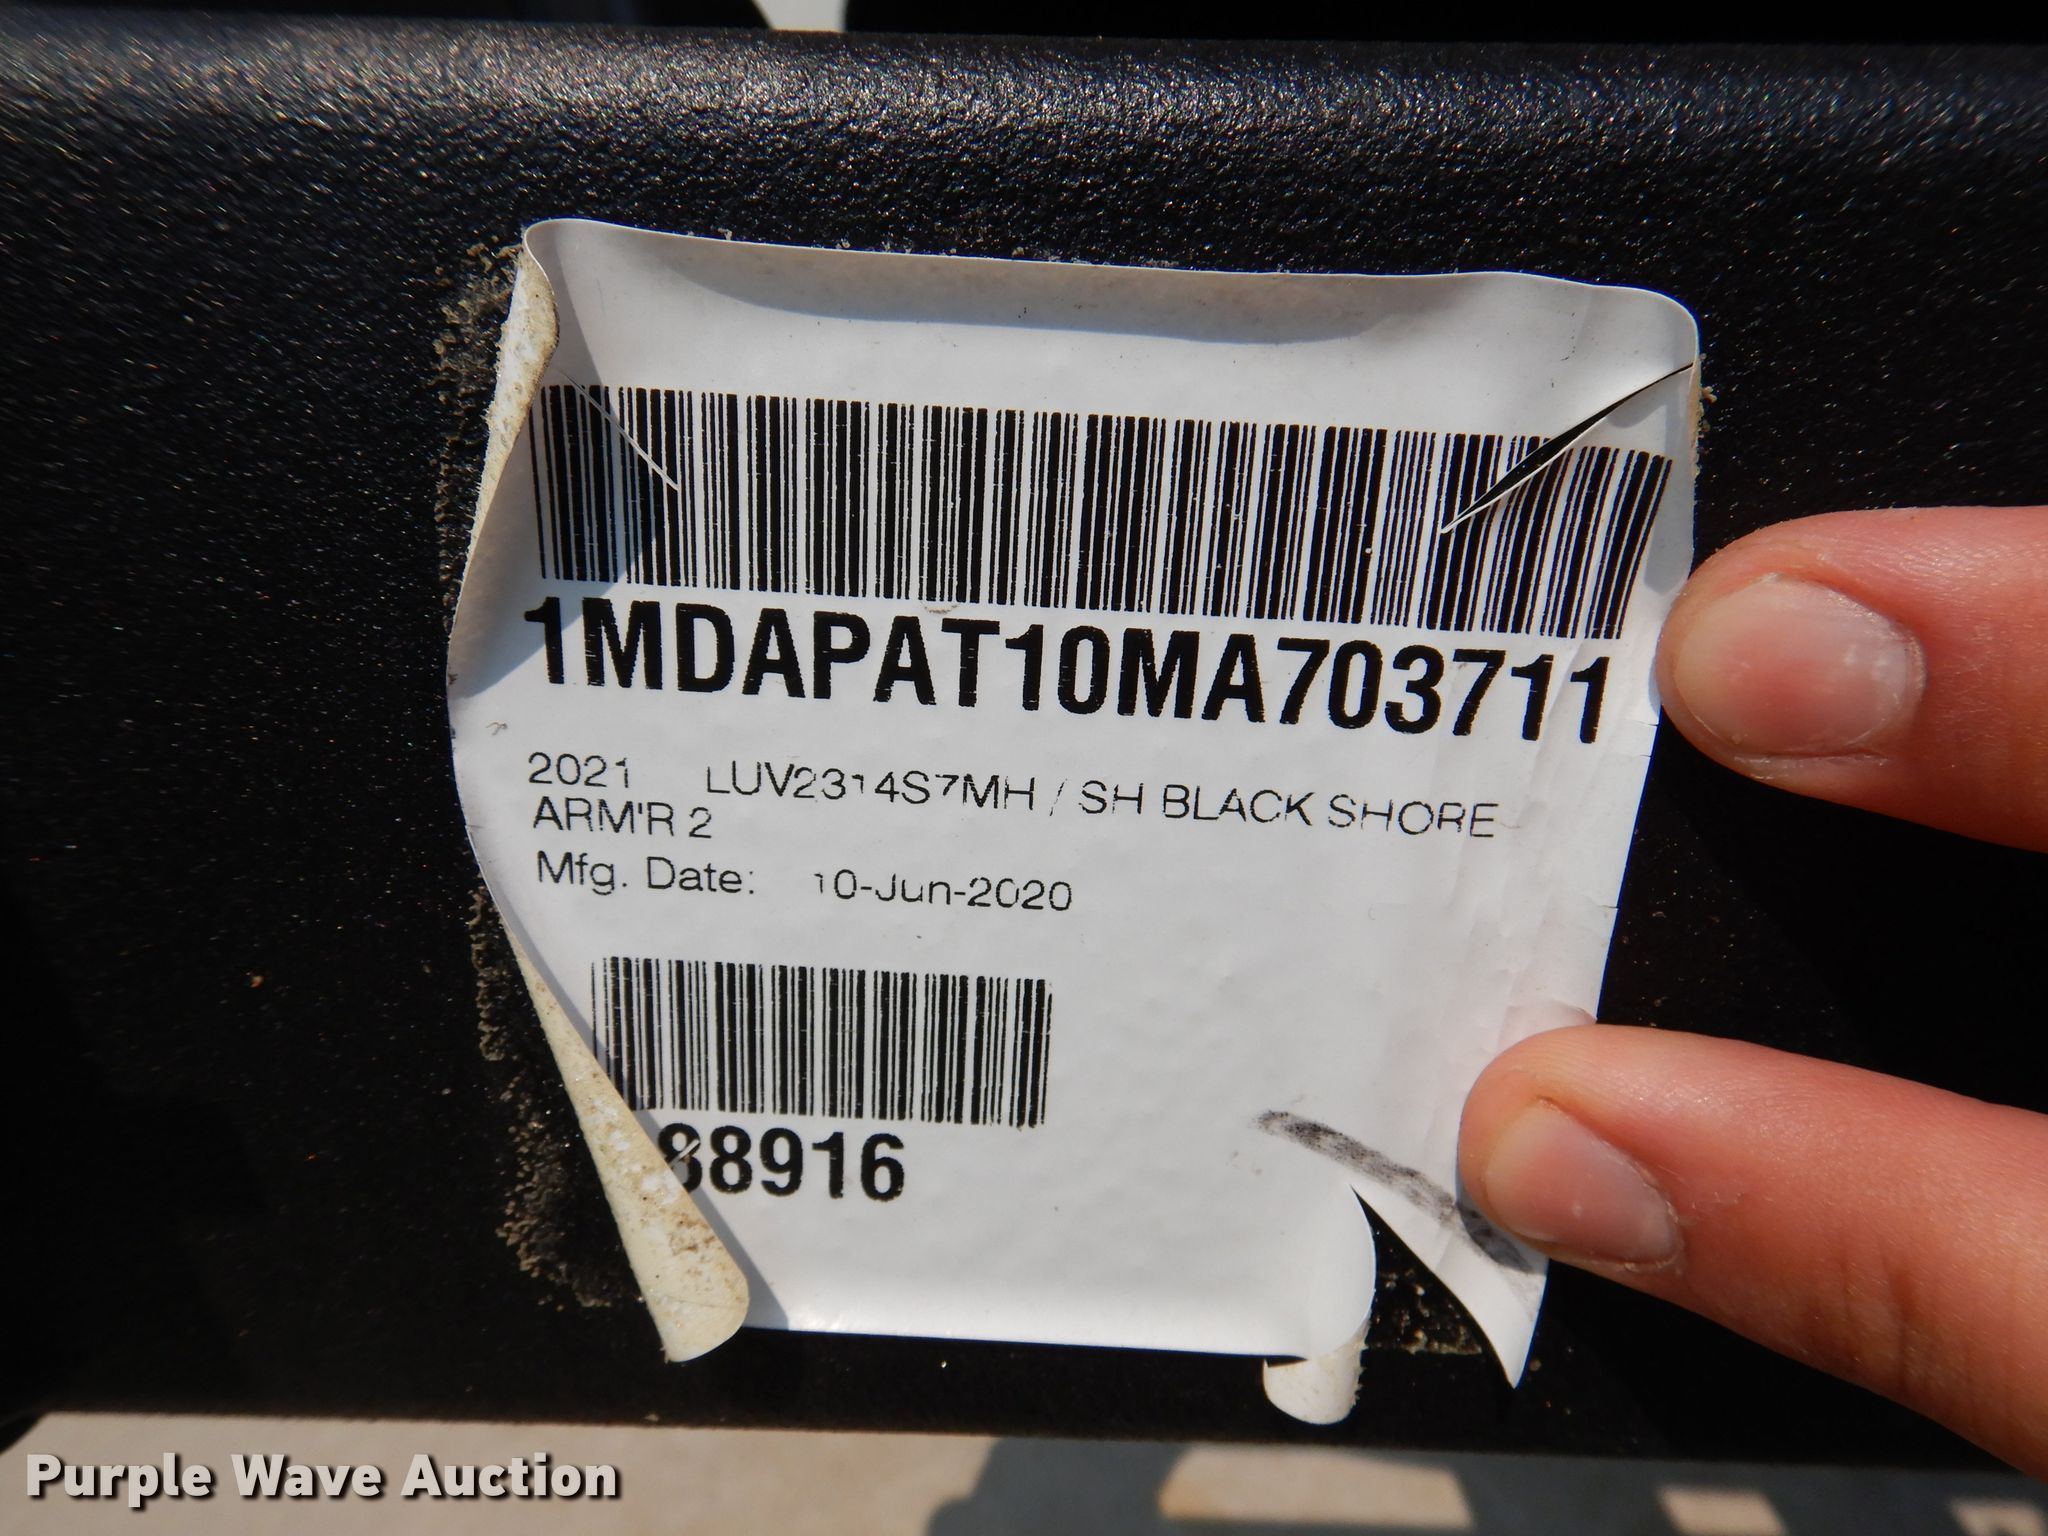 1MDAPAT10MA703711
2021 LUV2314S7MH / SH BLACK SHORE
ARM'R 2
Mfg. Date: 10-Jun-2020
88916
Purple Wave Auction